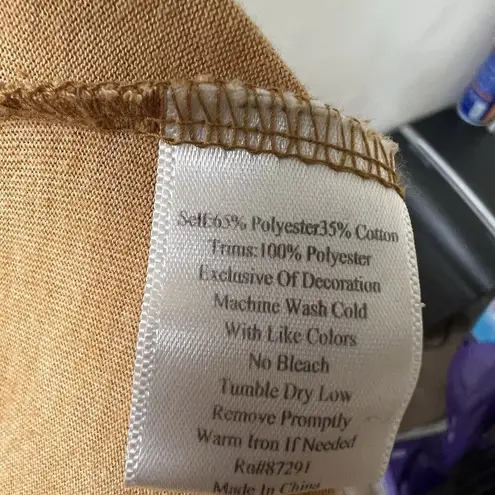 Self:65% Polyester35% Cotton
Trims:100% Polyester
Exclusive Of Decoration
Machine Wash Cold
With Like Colors
No Bleach
Tumble Dry Low
Remove Promptly
Warm Iron If Needed
Rn#87291
Made In China